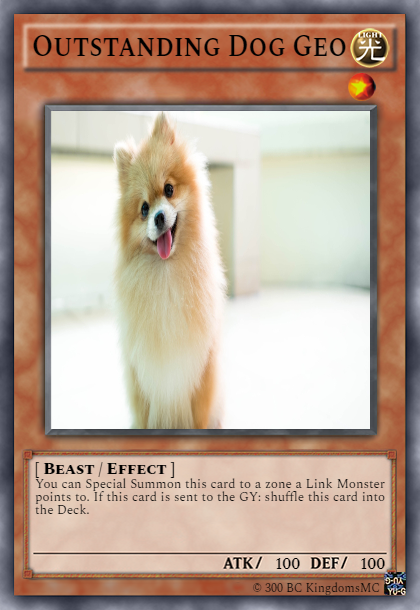 Outstanding Dog Geo
LIGHT
光
[ Beast / Effect ]
You can Special Summon this card to a zone a Link Monster
points to. If this card is sent to the GY: shuffle this card into
the Deck.
ATK/ 100 DEF/ 100
© 300 BC KingdomsMC